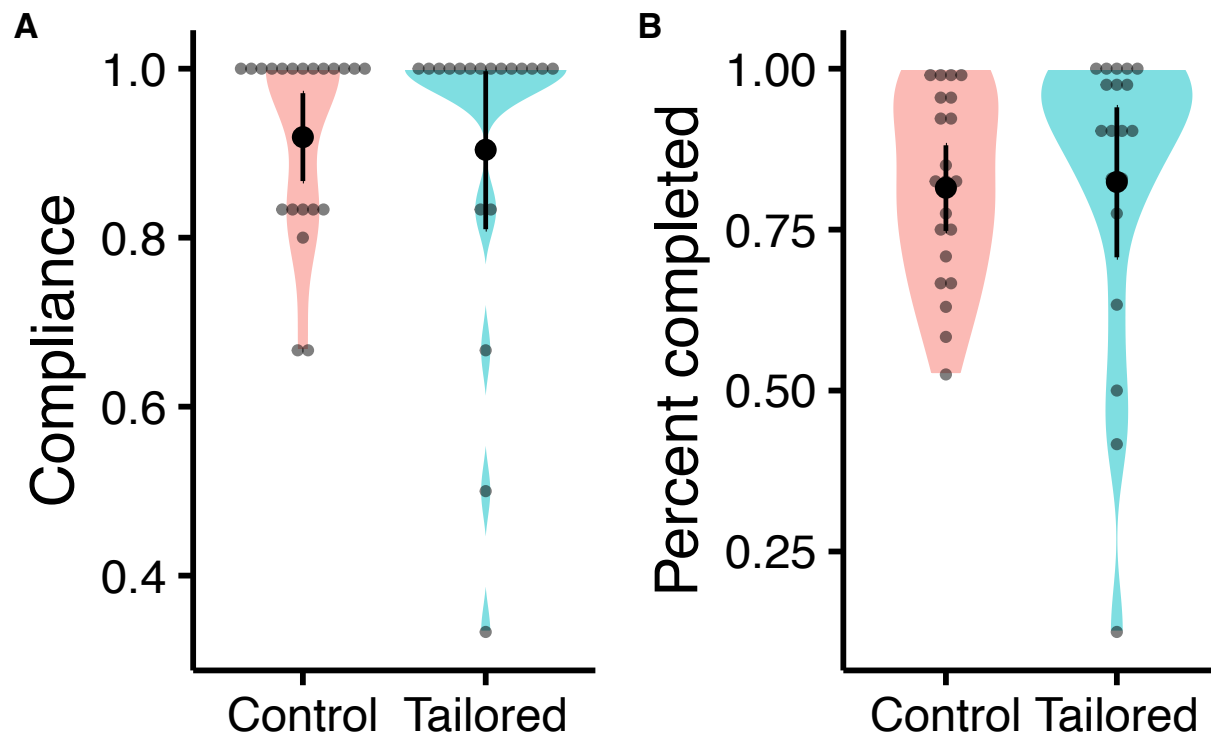 A
Compliance
1.0
0.8
0.6
0.4
Control Tailored
B
Percent completed
1.00
0.75
0.50
0.25
Control Tailored